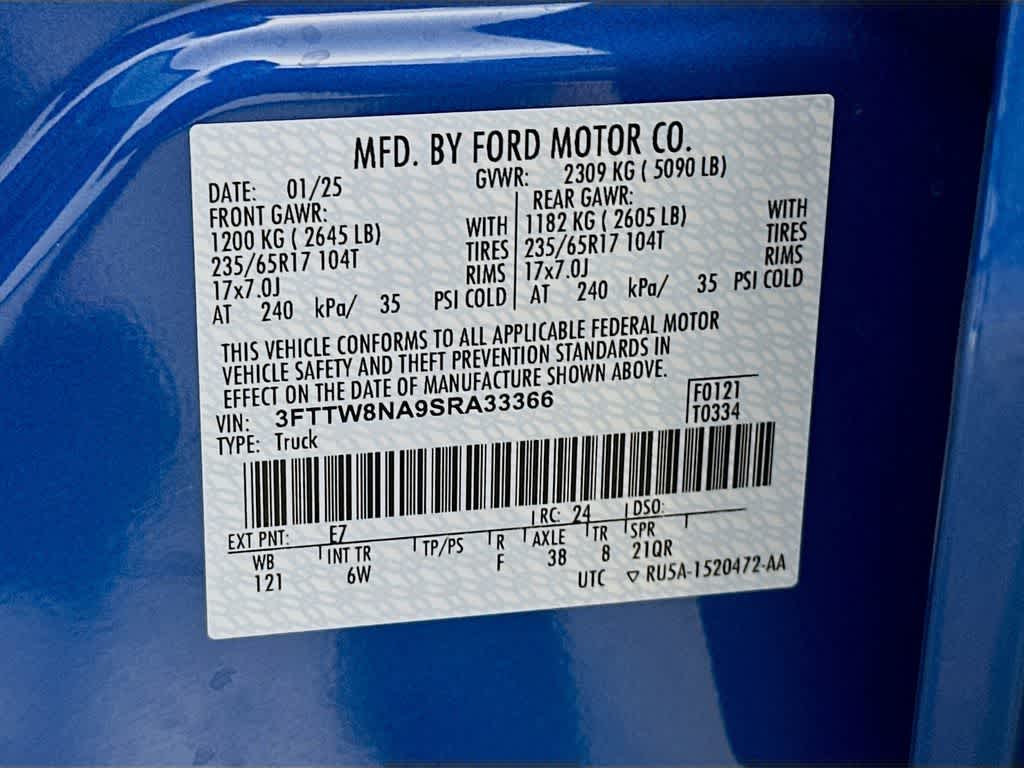 MFD. BY FORD MOTOR CO.
DATE: 01/25 GVWR: 2309 KG ( 5090 LB)
FRONT GAWR: REAR GAWR:
1200 KG ( 2645 LB) WITH 1182 KG ( 2605 LB) WITH
235/65R17 104T TIRES 235/65R17 104T TIRES
17x7.0J RIMS 17x7.0J RIMS
AT 240 kPa/ 35 PSI COLD AT 240 kPa/ 35 PSI COLD
THIS VEHICLE CONFORMS TO ALL APPLICABLE FEDERAL MOTOR
VEHICLE SAFETY AND THEFT PREVENTION STANDARDS IN
EFFECT ON THE DATE OF MANUFACTURE SHOWN ABOVE.
VIN: 3FTTW8NA9SRA33366 F0121
TYPE: Truck T0334
EXT PNT: E7 RC: 24 DSO:
WB INT TR TP/PS R AXLE TR SPR
121 6W F 38 8 21QR
UTC ▽ RU5A-1520472-AA